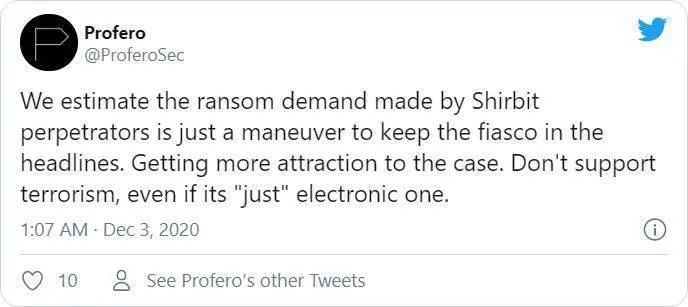 Profero
@ProferoSec
We estimate the ransom demand made by Shirbit
perpetrators is just a maneuver to keep the fiasco in the
headlines. Getting more attraction to the case. Don't support
terrorism, even if its "just" electronic one.
1:07 AM · Dec 3, 2020
10 See Profero's other Tweets